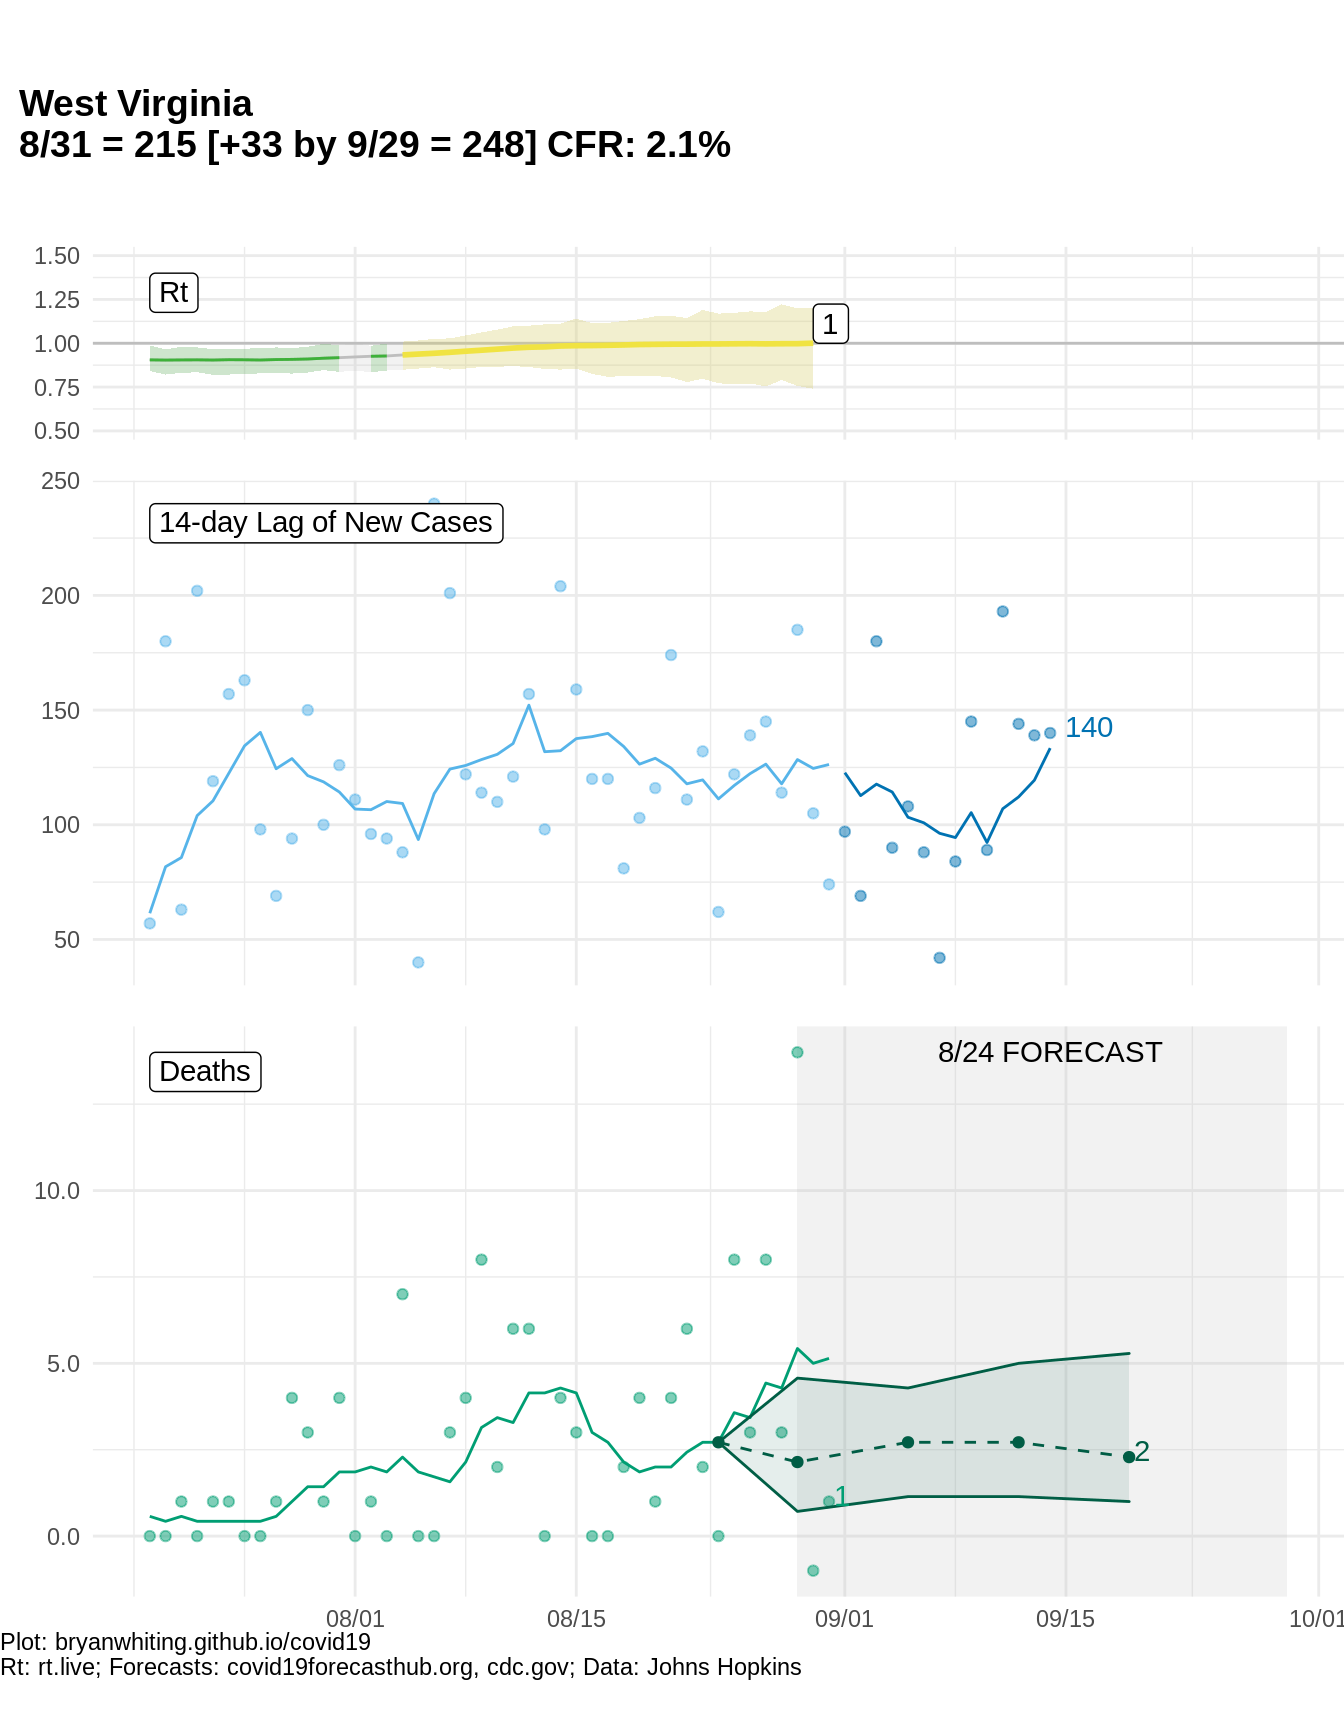 West Virginia
8/31 = 215 [+33 by 9/29 = 248] CFR: 2.1%
1.50
Rt
1.25
1
1.00
0.75
0.50
250
14-day Lag of New Cases
200
150
140
100
50
8/24 FORECAST
Deaths
10.0
5.0
2
1
0.0
08/01
08/15
09/01
09/15
10/01
Plot: bryanwhiting.github.io/covid19
Rt: rt.live; Forecasts: covid19forecasthub.org, cdc.gov; Data: Johns Hopkins